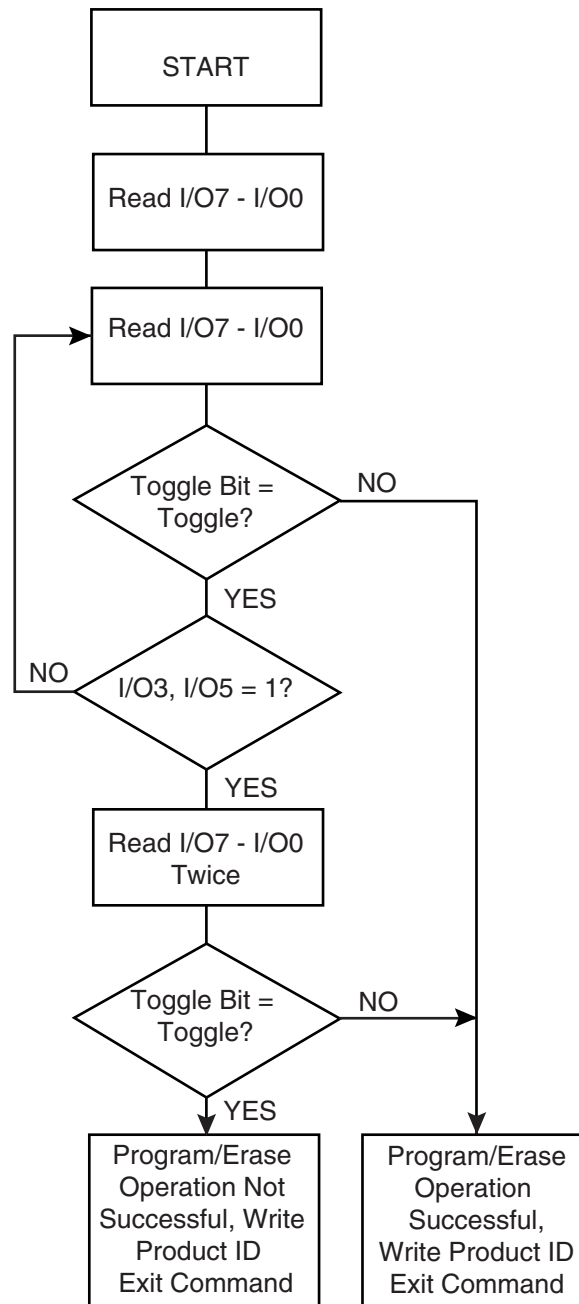 START
Read I/O7 - I/O0
Read I/O7 - I/O0
Toggle Bit =
Toggle?
NO
YES
NO
I/O3, I/O5 = 1?
YES
Read I/O7 - I/O0
Twice
Toggle Bit =
Toggle?
NO
YES
Program/Erase
Operation Not
Successful, Write
Product ID
Exit Command
Program/Erase
Operation
Successful,
Write Product ID
Exit Command